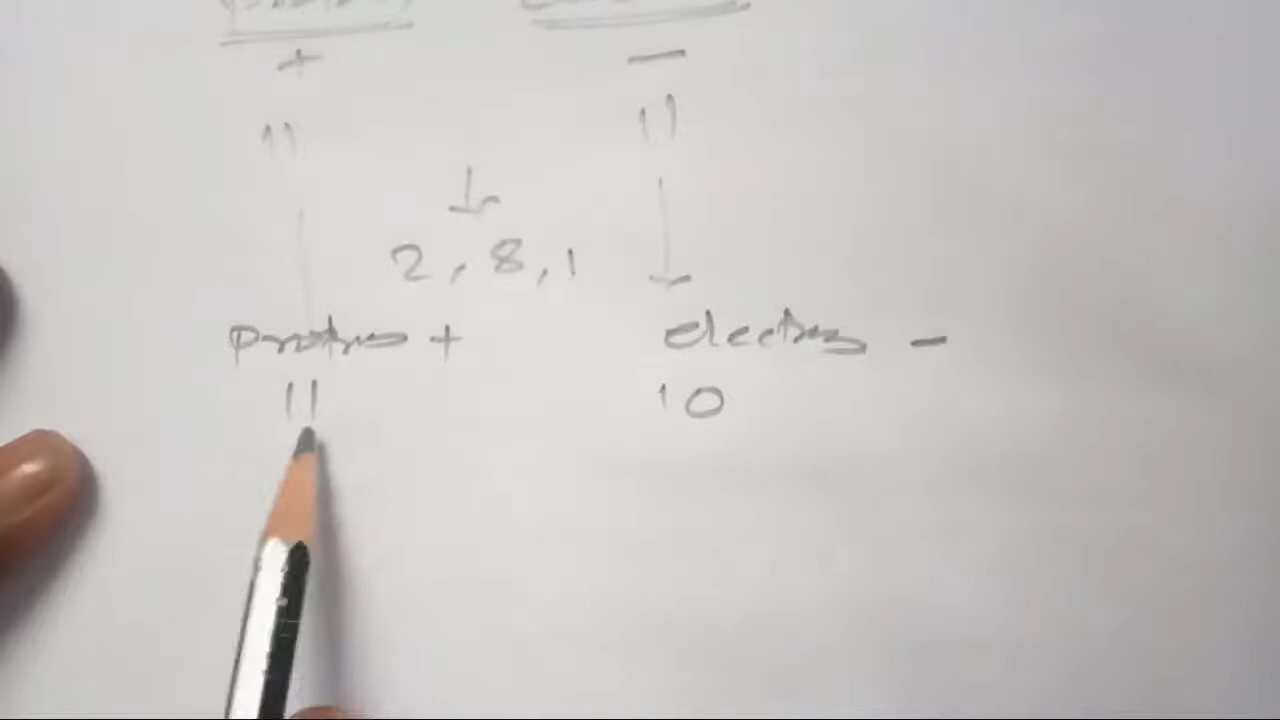 + −
11 11
2, 8, 1
protons + electrons −
11 10